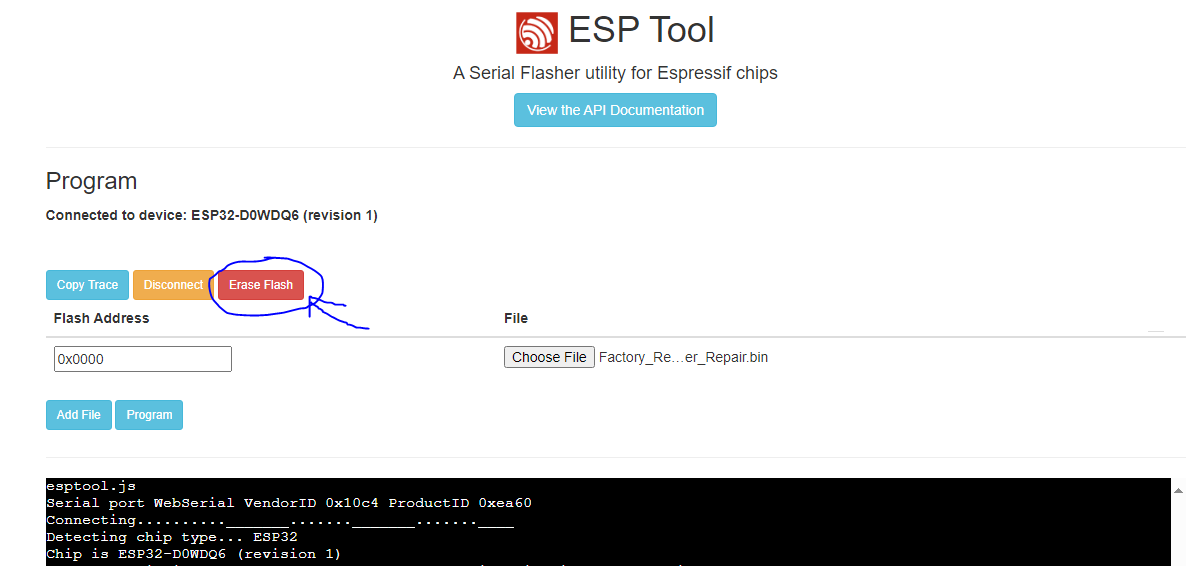 ESP Tool
A Serial Flasher utility for Espressif chips
View the API Documentation
Program
Connected to device: ESP32-D0WDQ6 (revision 1)
Copy Trace Disconnect Erase Flash
Flash Address File
0x0000 Choose File Factory_Re...er_Repair.bin
Add File Program
esptool.js
Serial port WebSerial VendorID 0x10c4 ProductID 0xea60
Connecting.........._______.......​_______.......____
Detecting chip type... ESP32
Chip is ESP32-D0WDQ6 (revision 1)